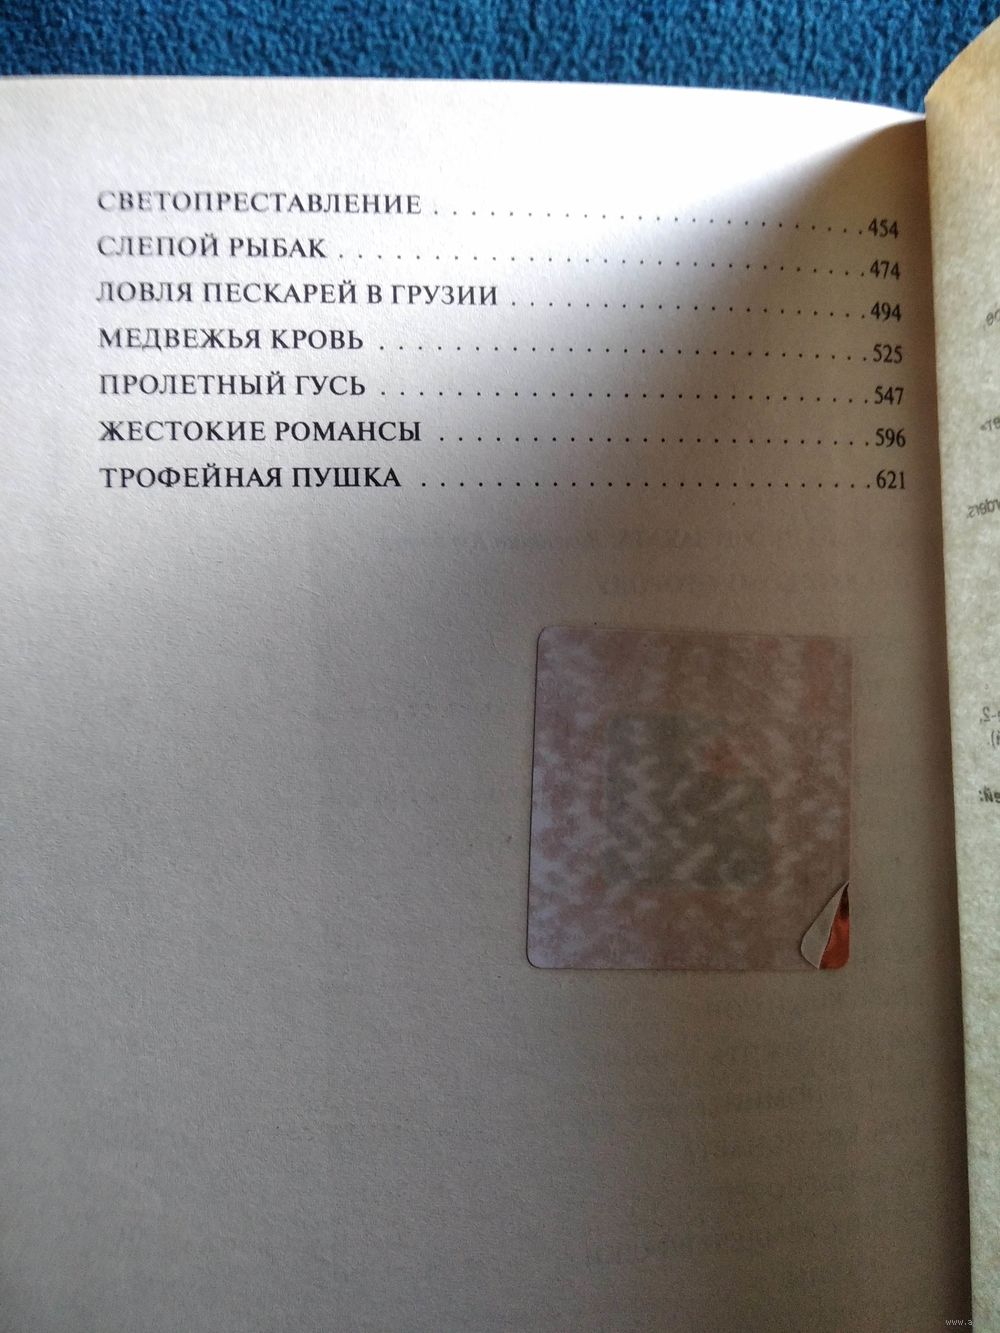 СВЕТОПРЕСТАВЛЕНИЕ . . . . . . . . . . . . . . . . . . . . . . . 454
СЛЕПОЙ РЫБАК . . . . . . . . . . . . . . . . . . . . . . . . . . . . 474
ЛОВЛЯ ПЕСКАРЕЙ В ГРУЗИИ . . . . . . . . . . . . . . . . . . . 494
МЕДВЕЖЬЯ КРОВЬ . . . . . . . . . . . . . . . . . . . . . . . . . . 525
ПРОЛЕТНЫЙ ГУСЬ . . . . . . . . . . . . . . . . . . . . . . . . . . 547
ЖЕСТОКИЕ РОМАНСЫ . . . . . . . . . . . . . . . . . . . . . . . 596
ТРОФЕЙНАЯ ПУШКА . . . . . . . . . . . . . . . . . . . . . . . . 621